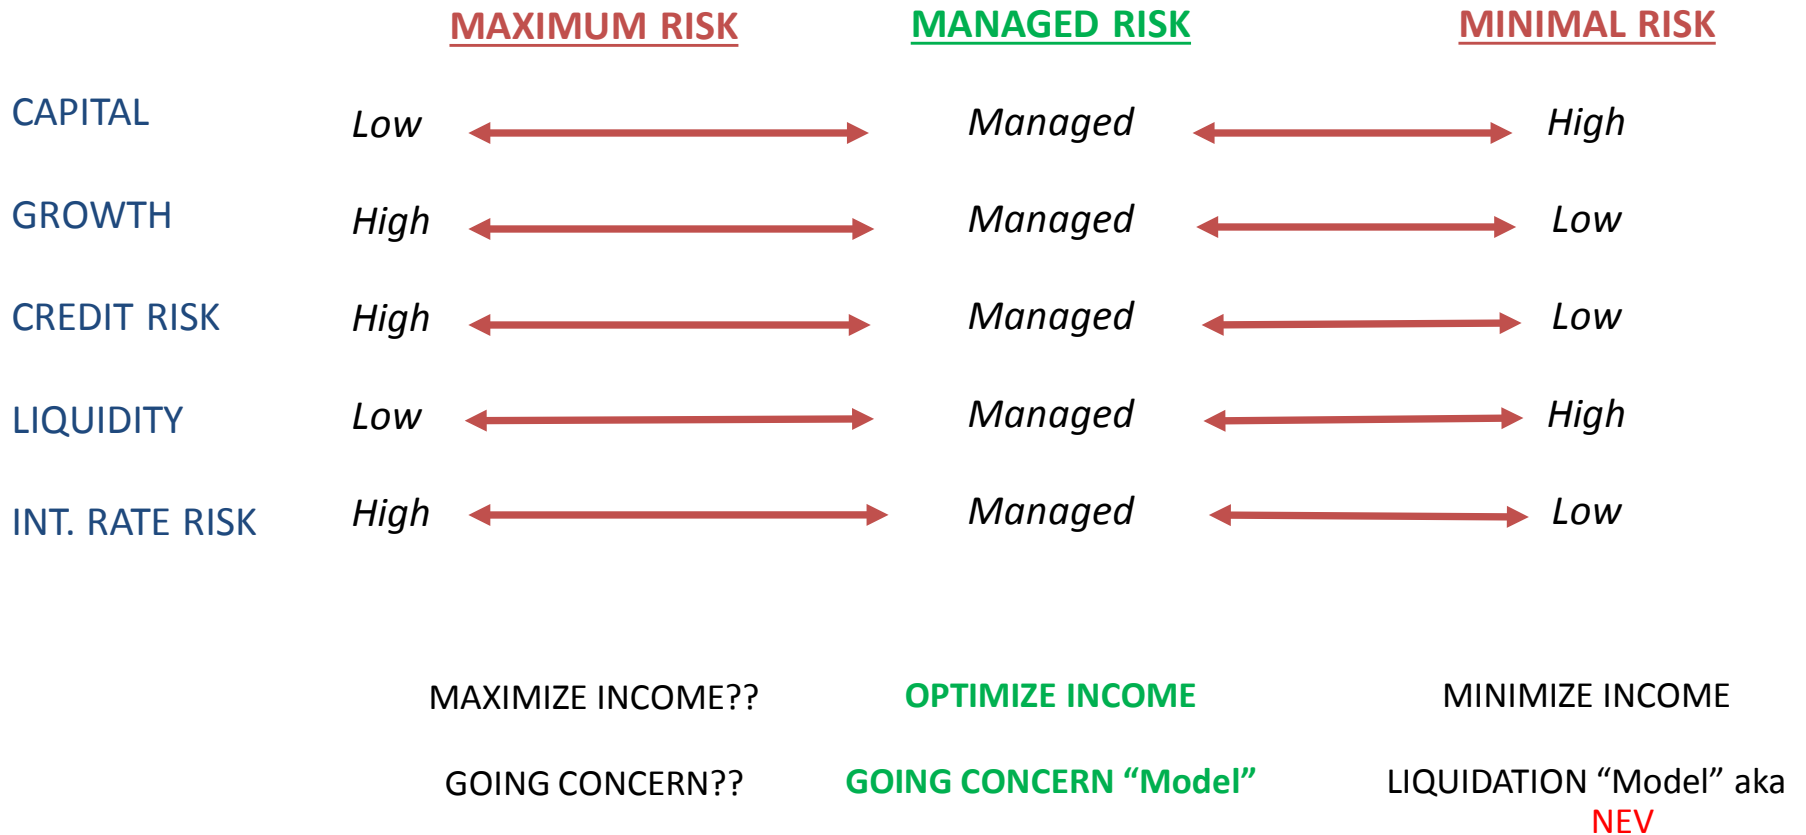 MAXIMUM RISK MANAGED RISK MINIMAL RISK
CAPITAL Low Managed High
GROWTH High Managed Low
CREDIT RISK High Managed Low
LIQUIDITY Low Managed High
INT. RATE RISK High Managed Low
MAXIMIZE INCOME?? OPTIMIZE INCOME MINIMIZE INCOME
GOING CONCERN?? GOING CONCERN “Model” LIQUIDATION “Model” aka
NEV